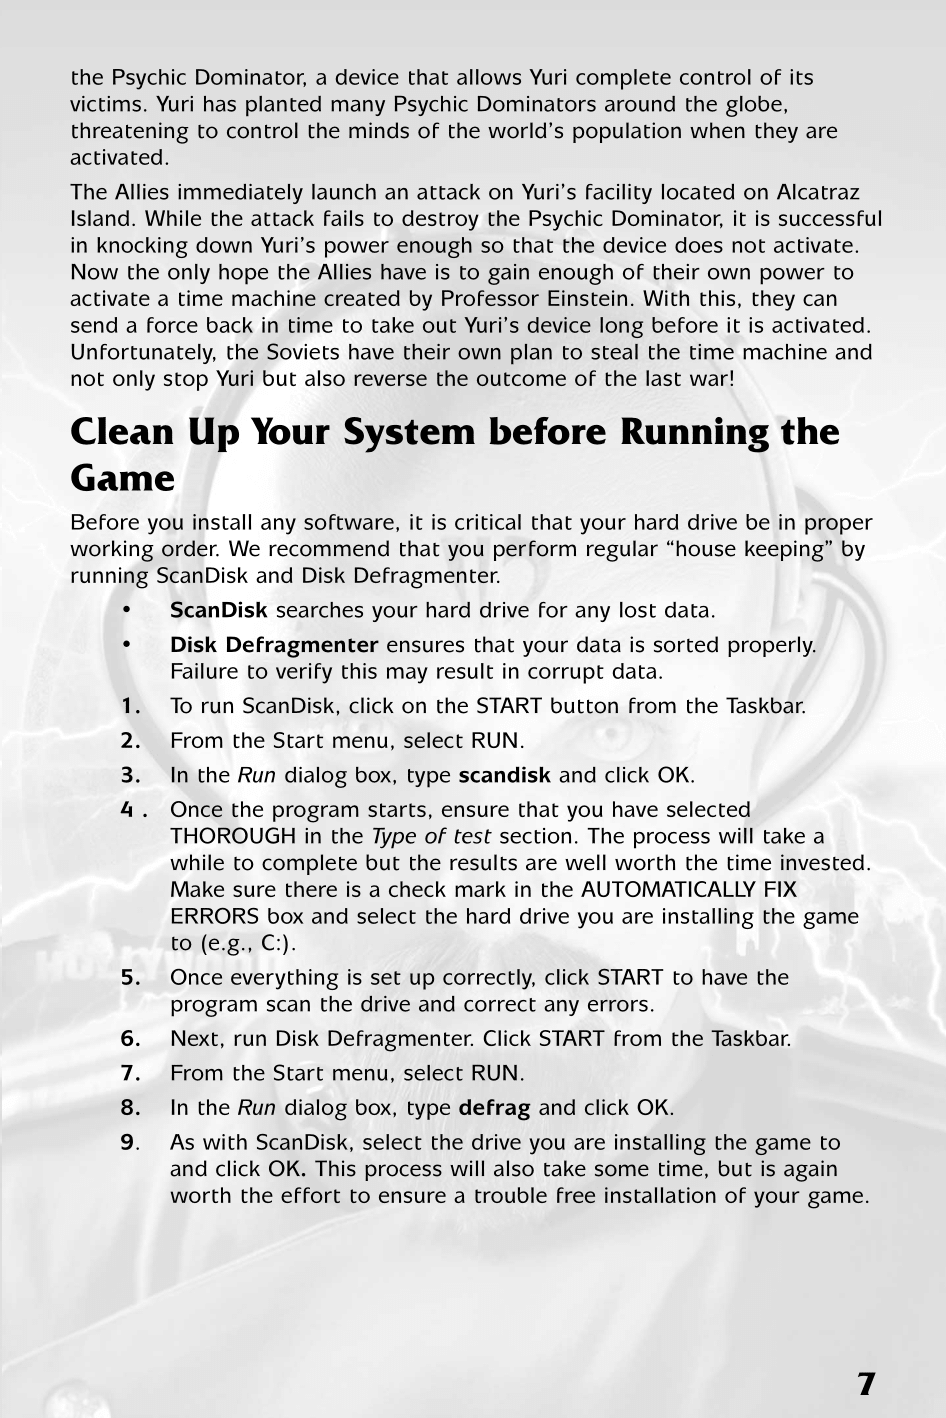 the Psychic Dominator, a device that allows Yuri complete control of its
victims. Yuri has planted many Psychic Dominators around the globe,
threatening to control the minds of the world’s population when they are
activated.
The Allies immediately launch an attack on Yuri’s facility located on Alcatraz
Island. While the attack fails to destroy the Psychic Dominator, it is successful
in knocking down Yuri’s power enough so that the device does not activate.
Now the only hope the Allies have is to gain enough of their own power to
activate a time machine created by Professor Einstein. With this, they can
send a force back in time to take out Yuri’s device long before it is activated.
Unfortunately, the Soviets have their own plan to steal the time machine and
not only stop Yuri but also reverse the outcome of the last war!
Clean Up Your System before Running the
Game
Before you install any software, it is critical that your hard drive be in proper
working order. We recommend that you perform regular “house keeping” by
running ScanDisk and Disk Defragmenter.
• ScanDisk searches your hard drive for any lost data.
• Disk Defragmenter ensures that your data is sorted properly.
Failure to verify this may result in corrupt data.
1. To run ScanDisk, click on the START button from the Taskbar.
2. From the Start menu, select RUN.
3. In the Run dialog box, type scandisk and click OK.
4 . Once the program starts, ensure that you have selected
THOROUGH in the Type of test section. The process will take a
while to complete but the results are well worth the time invested.
Make sure there is a check mark in the AUTOMATICALLY FIX
ERRORS box and select the hard drive you are installing the game
to (e.g., C:).
5. Once everything is set up correctly, click START to have the
program scan the drive and correct any errors.
6. Next, run Disk Defragmenter. Click START from the Taskbar.
7. From the Start menu, select RUN.
8. In the Run dialog box, type defrag and click OK.
9. As with ScanDisk, select the drive you are installing the game to
and click OK. This process will also take some time, but is again
worth the effort to ensure a trouble free installation of your game.
7